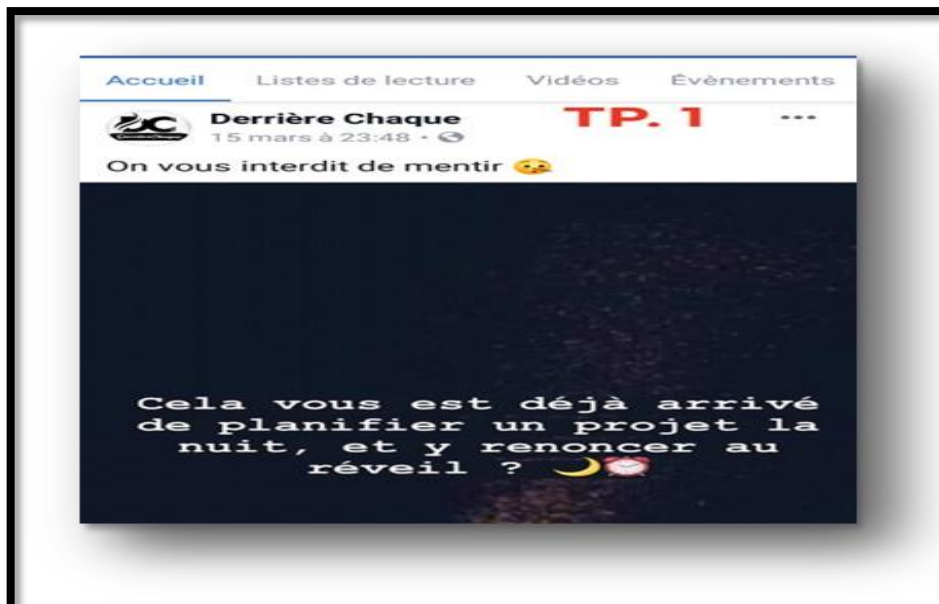 Accueil Listes de lecture Vidéos Évènements
Derrière Chaque TP. 1
15 mars à 23:48
On vous interdit de mentir
Cela vous est déjà arrivé
de planifier un projet la
nuit, et y renoncer au
réveil ?